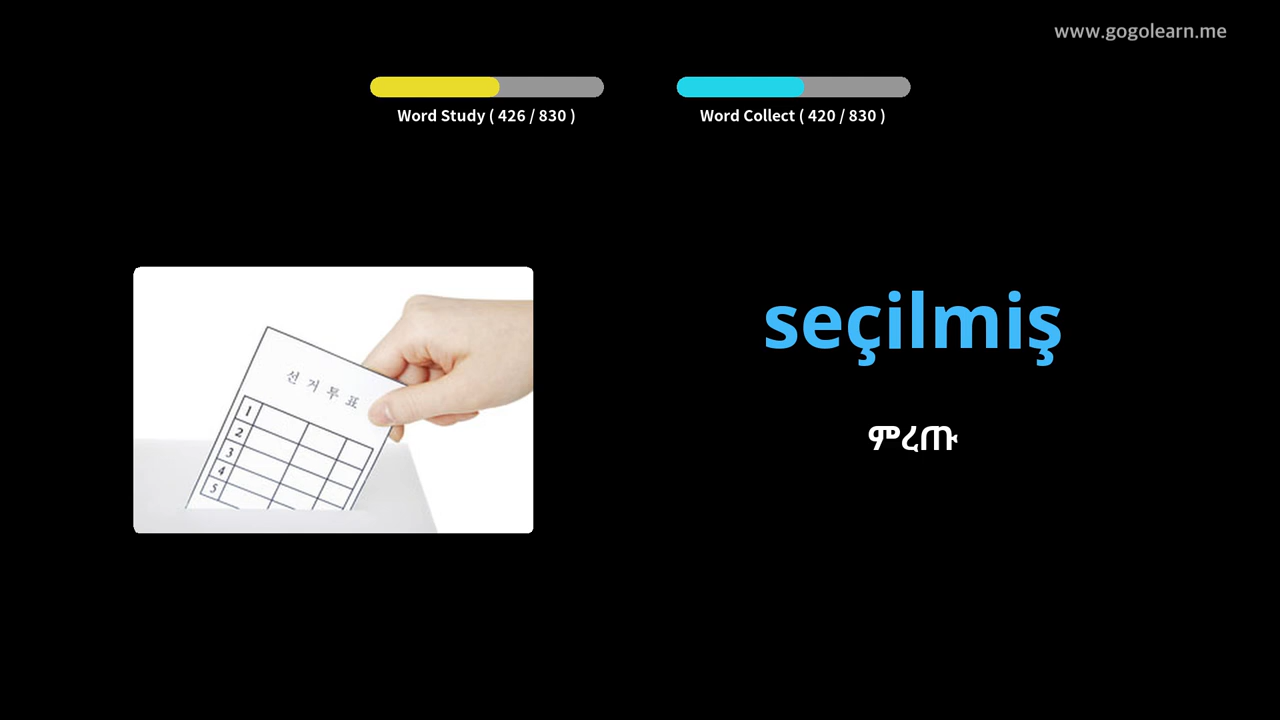 www.gogolearn.me
Word Study ( 426 / 830 )
Word Collect ( 420 / 830 )
선거투표
1
2
3
4
5
seçilmiş
ምረጡ